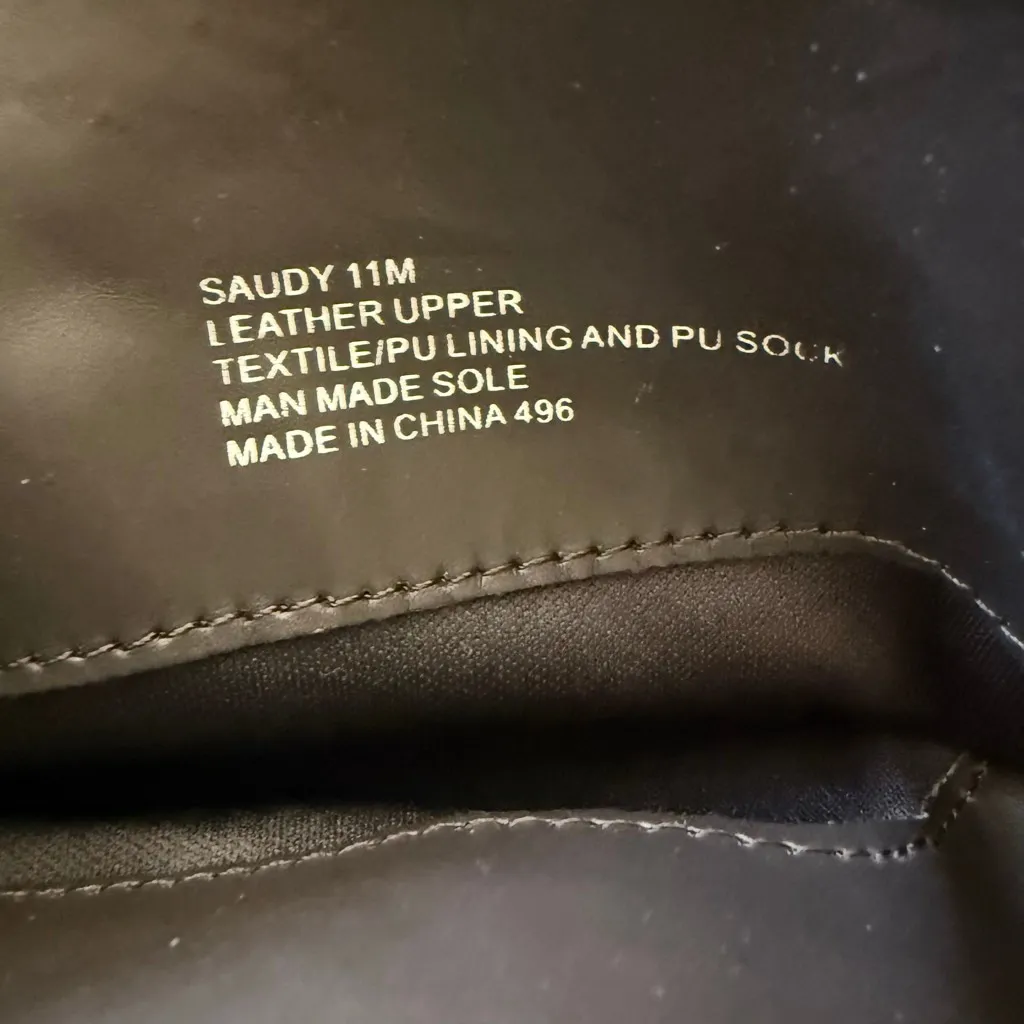 SAUDY 11M
LEATHER UPPER
TEXTILE/PU LINING AND PU SOCK
MAN MADE SOLE
MADE IN CHINA 496